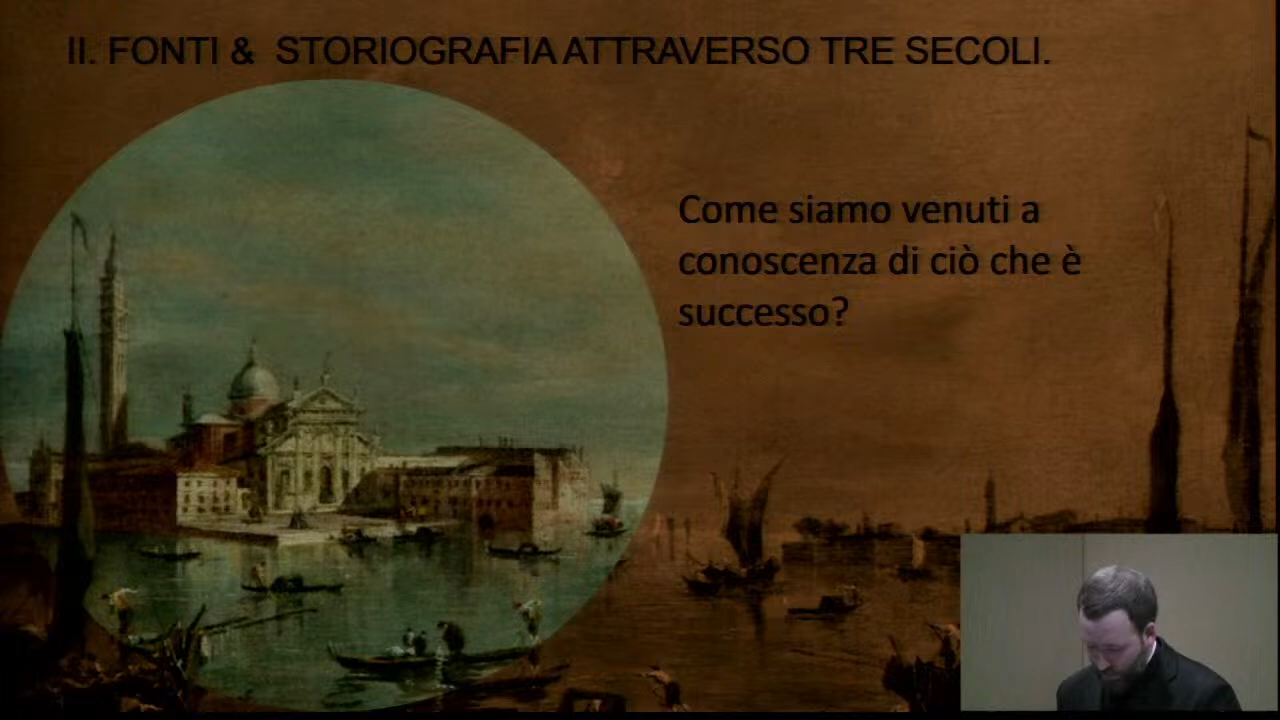 II. FONTI & STORIOGRAFIA ATTRAVERSO TRE SECOLI.
Come siamo venuti a
conoscenza di ciò che è
successo?